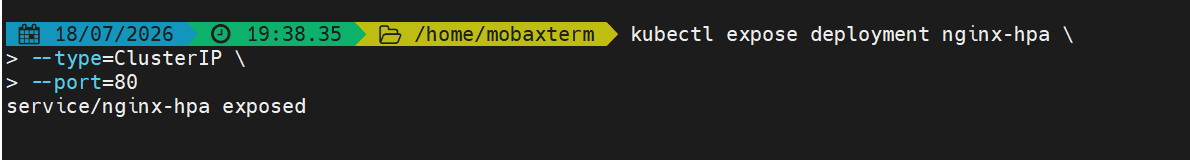 18/07/2026 19:38.35 /home/mobaxterm kubectl expose deployment nginx-hpa \
> --type=ClusterIP \
> --port=80
service/nginx-hpa exposed